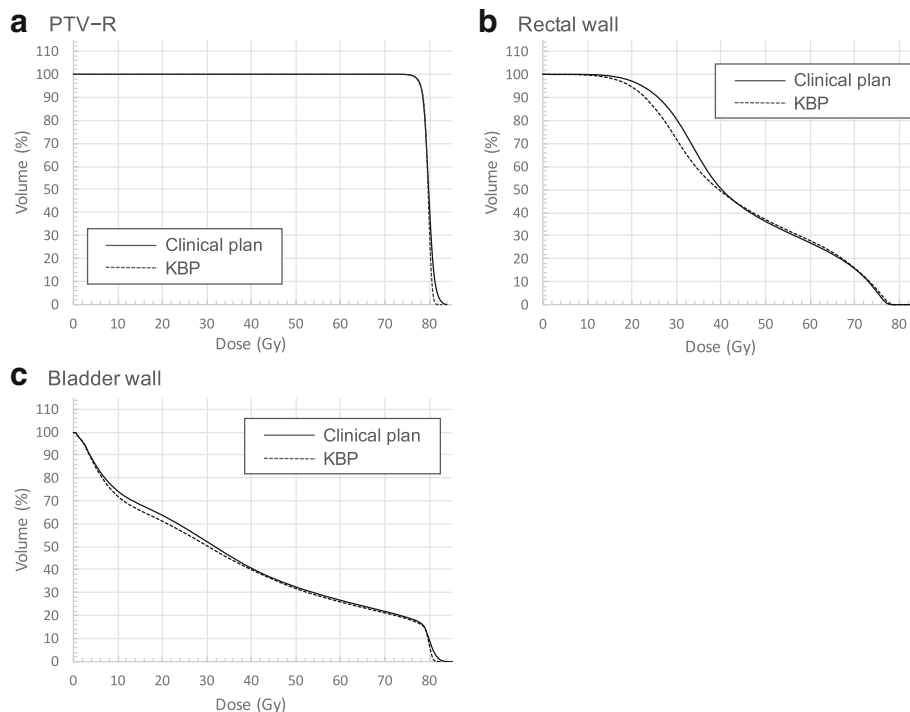 a PTV−R
110
100
90
80
70
60
50
40
30
20
10
0
Volume (%)
Clinical plan
KBP
0 10 20 30 40 50 60 70 80
Dose (Gy)
b Rectal wall
110
100
90
80
70
60
50
40
30
20
10
0
Volume (%)
Clinical plan
KBP
0 10 20 30 40 50 60 70 80
Dose (Gy)
c Bladder wall
110
100
90
80
70
60
50
40
30
20
10
0
Volume (%)
Clinical plan
KBP
0 10 20 30 40 50 60 70 80
Dose (Gy)